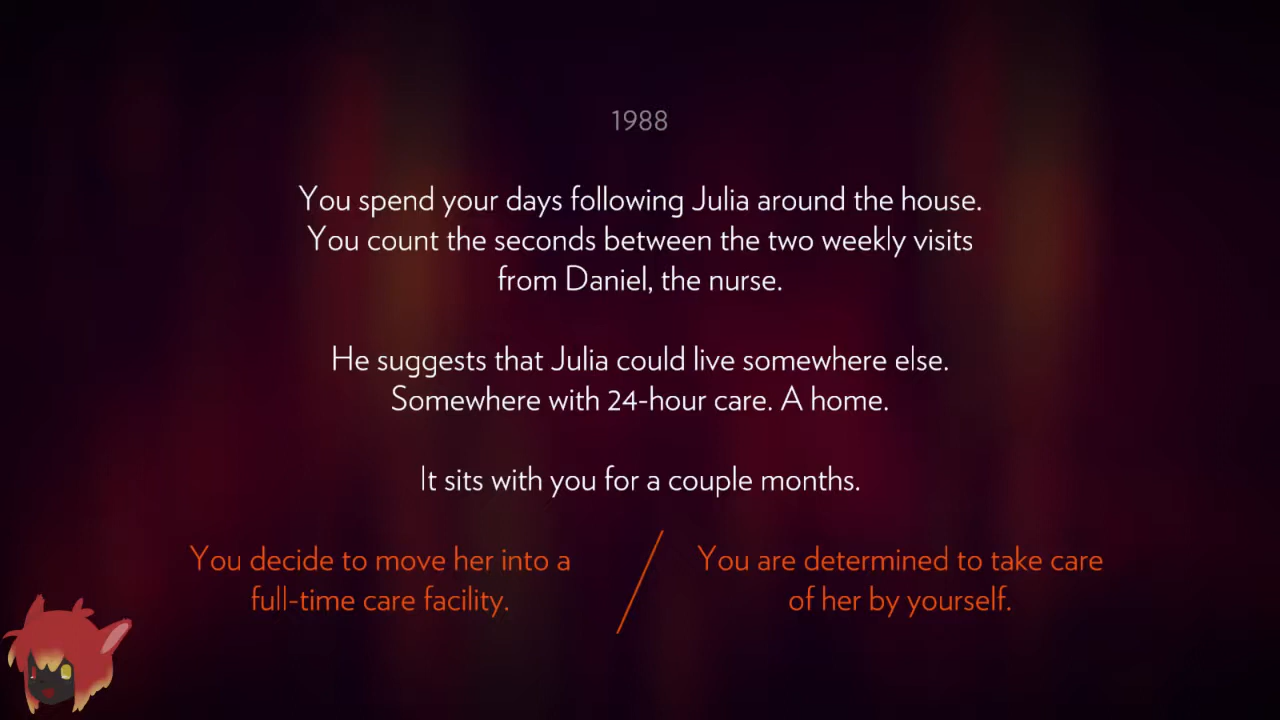 1988
You spend your days following Julia around the house.
You count the seconds between the two weekly visits
from Daniel, the nurse.
He suggests that Julia could live somewhere else.
Somewhere with 24-hour care. A home.
It sits with you for a couple months.
You decide to move her into a
full-time care facility.
You are determined to take care
of her by yourself.